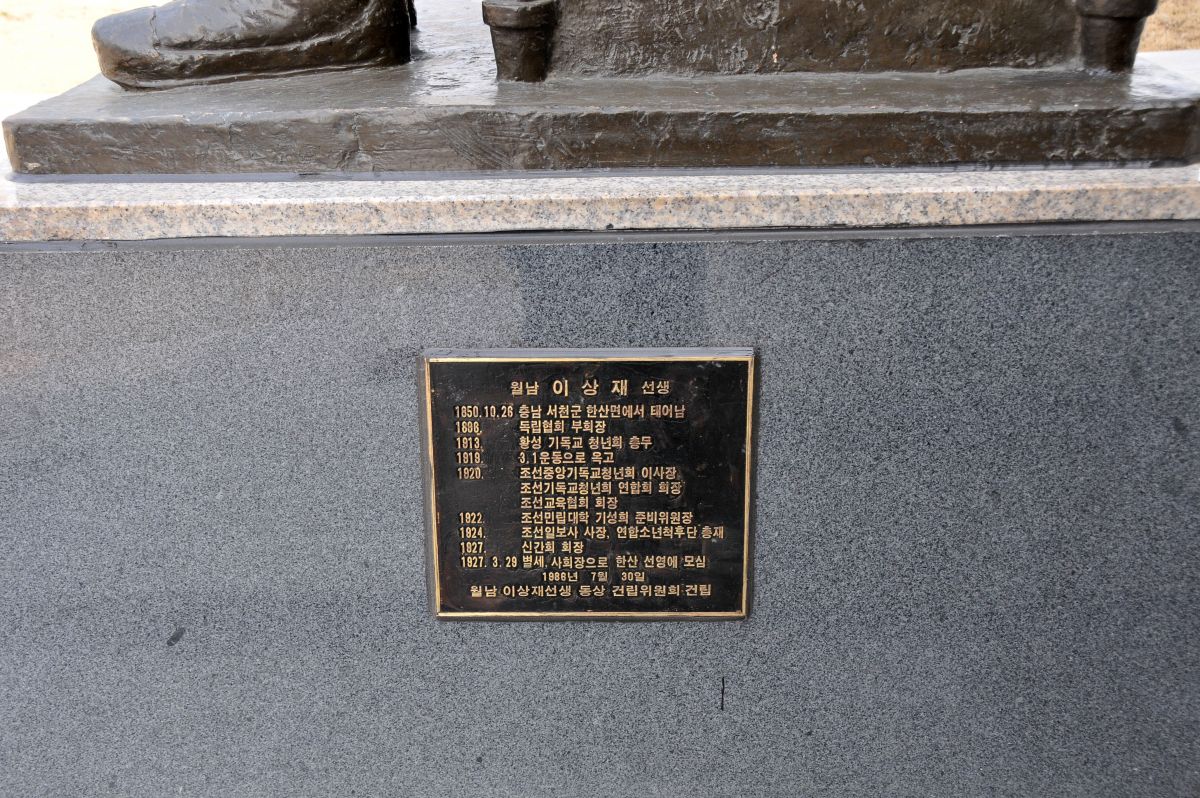 월남 이상재 선생
1850.10.26 충남 서천군 한산면에서 태어남
1898. 독립협회 부회장
1913. 황성 기독교 청년회 총무
1919. 3.1운동으로 옥고
1920. 조선중앙기독교청년회 이사장
조선기독교청년회 연합회 회장
조선교육협회 회장
1922. 조선민립대학 기성회 준비위원장
1924. 조선일보사 사장, 연합소년척후단 총재
1927. 신간회 회장
1927. 3.29 별세, 사회장으로 한산 선영에 모심
1986년 7월 30일
월남 이상재선생 동상 건립위원회 건립